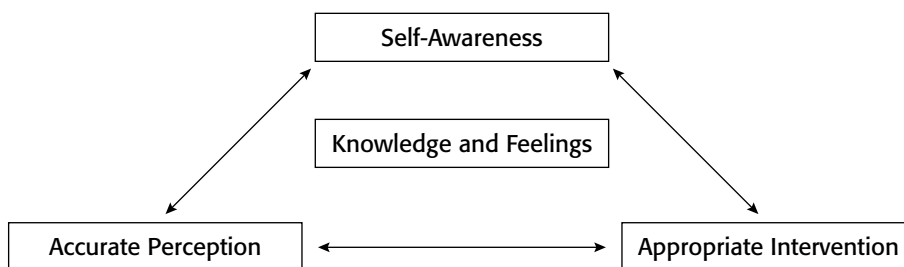 Self-Awareness
Knowledge and Feelings
Accurate Perception
Appropriate Intervention